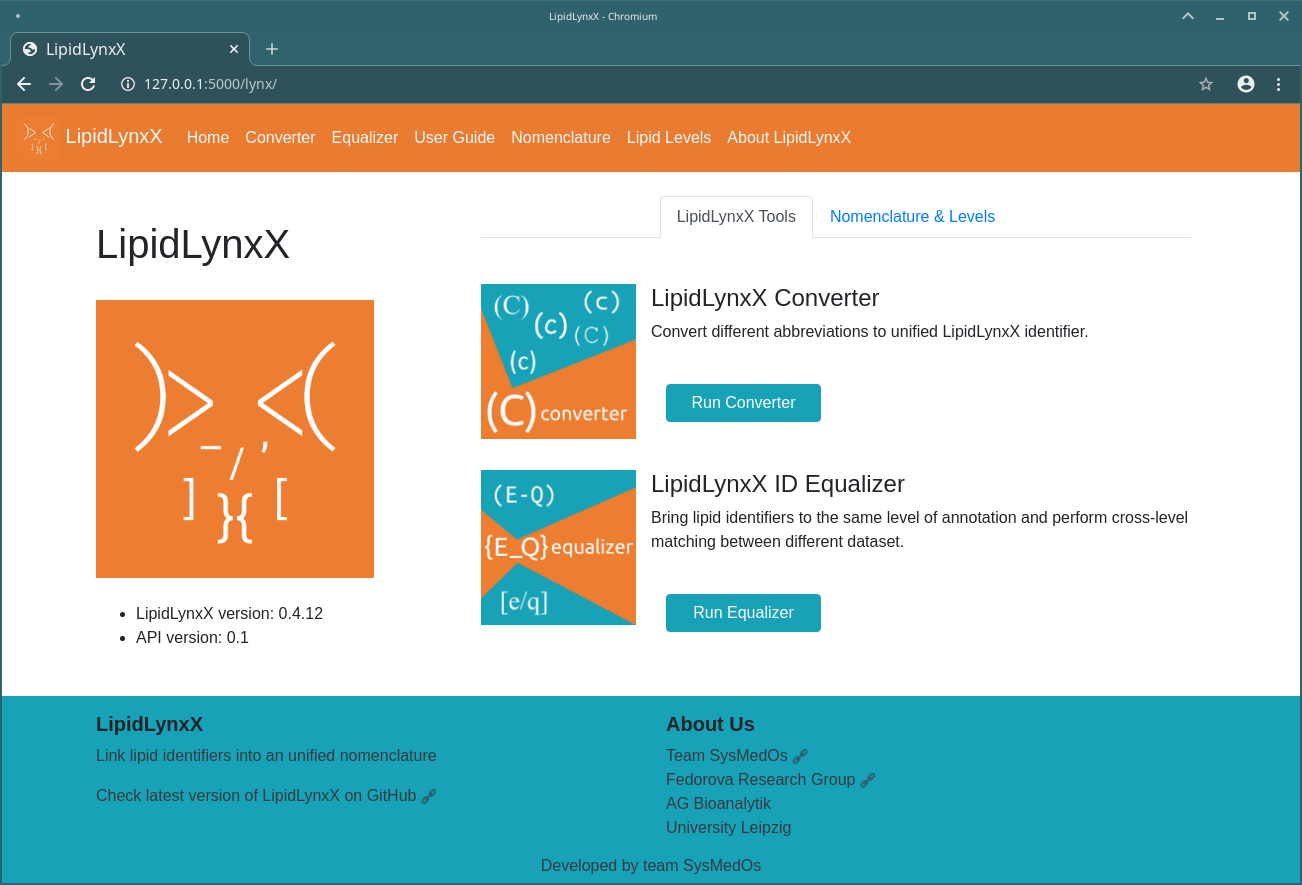 LipidLynxX - Chromium
LipidLynxX
127.0.0.1:5000/lynx/
LipidLynxX Home Converter Equalizer User Guide Nomenclature Lipid Levels About LipidLynxX
LipidLynxX Tools Nomenclature & Levels
LipidLynxX
)> <(
_/'
] }{ [
LipidLynxX version: 0.4.12
API version: 0.1
(C) (c)
(c) (C)
(c)
(C) converter
LipidLynxX Converter
Convert different abbreviations to unified LipidLynxX identifier.
Run Converter
(E-Q)
{E_Q} equalizer
[e/q]
LipidLynxX ID Equalizer
Bring lipid identifiers to the same level of annotation and perform cross-level
matching between different dataset.
Run Equalizer
LipidLynxX
Link lipid identifiers into an unified nomenclature
Check latest version of LipidLynxX on GitHub
About Us
Team SysMedOs
Fedorova Research Group
AG Bioanalytik
University Leipzig
Developed by team SysMedOs